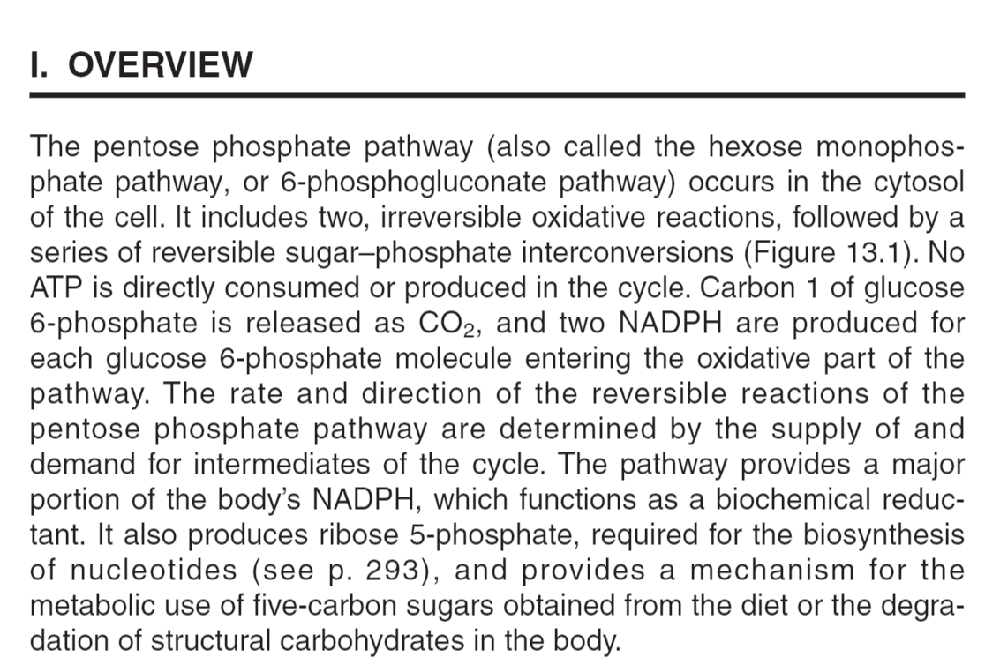 I. OVERVIEW
The pentose phosphate pathway (also called the hexose monophos-
phate pathway, or 6-phosphogluconate pathway) occurs in the cytosol
of the cell. It includes two, irreversible oxidative reactions, followed by a
series of reversible sugar–phosphate interconversions (Figure 13.1). No
ATP is directly consumed or produced in the cycle. Carbon 1 of glucose
6-phosphate is released as CO₂, and two NADPH are produced for
each glucose 6-phosphate molecule entering the oxidative part of the
pathway. The rate and direction of the reversible reactions of the
pentose phosphate pathway are determined by the supply of and
demand for intermediates of the cycle. The pathway provides a major
portion of the body’s NADPH, which functions as a biochemical reduc-
tant. It also produces ribose 5-phosphate, required for the biosynthesis
of nucleotides (see p. 293), and provides a mechanism for the
metabolic use of five-carbon sugars obtained from the diet or the degra-
dation of structural carbohydrates in the body.